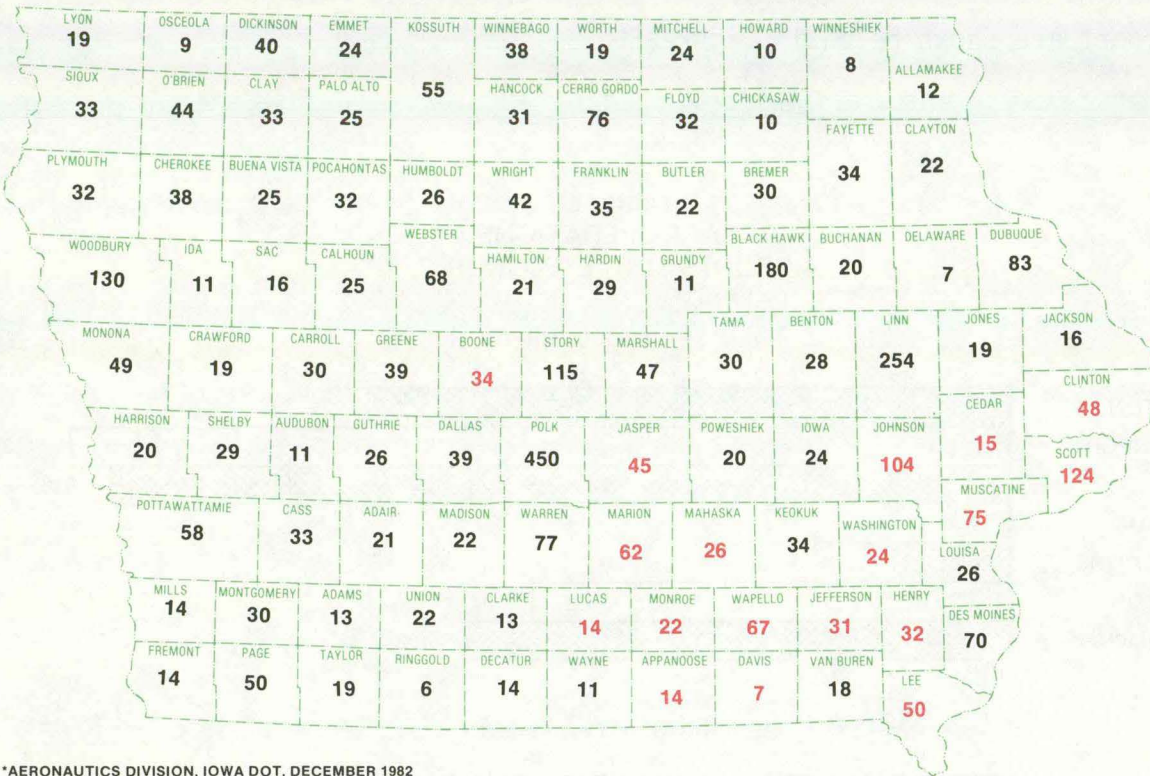 LYON OSCEOLA DICKINSON EMMET KOSSUTH WINNEBAGO WORTH MITCHELL HOWARD WINNESHIEK
19 9 40 24 55 38 19 24 10 8
ALLAMAKEE
12
SIOUX O'BRIEN CLAY PALO ALTO HANCOCK CERRO GORDO FLOYD CHICKASAW
33 44 33 25 31 76 32 10
FAYETTE CLAYTON
34 22
PLYMOUTH CHEROKEE BUENA VISTA POCAHONTAS HUMBOLDT WRIGHT FRANKLIN BUTLER BREMER
32 38 25 32 26 42 35 22 30
WOODBURY IDA SAC CALHOUN WEBSTER HAMILTON HARDIN GRUNDY BLACK HAWK BUCHANAN DELAWARE DUBUQUE
130 11 16 25 68 21 29 11 180 20 7 83
MONONA CRAWFORD CARROLL GREENE BOONE STORY MARSHALL TAMA BENTON LINN JONES JACKSON
49 19 30 39 34 115 47 30 28 254 19 16
CLINTON
48
HARRISON SHELBY AUDUBON GUTHRIE DALLAS POLK JASPER POWESHIEK IOWA JOHNSON CEDAR SCOTT
20 29 11 26 39 450 45 20 24 104 15 124
MUSCATINE
75
POTTAWATTAMIE CASS ADAIR MADISON WARREN MARION MAHASKA KEOKUK WASHINGTON LOUISA
58 33 21 22 77 62 26 34 24 26
MILLS MONTGOMERY ADAMS UNION CLARKE LUCAS MONROE WAPELLO JEFFERSON HENRY DES MOINES
14 30 13 22 13 14 22 67 31 32 70
FREMONT PAGE TAYLOR RINGGOLD DECATUR WAYNE APPANOOSE DAVIS VAN BUREN LEE
14 50 19 6 14 11 14 7 18 50
*AERONAUTICS DIVISION, IOWA DOT, DECEMBER 1982